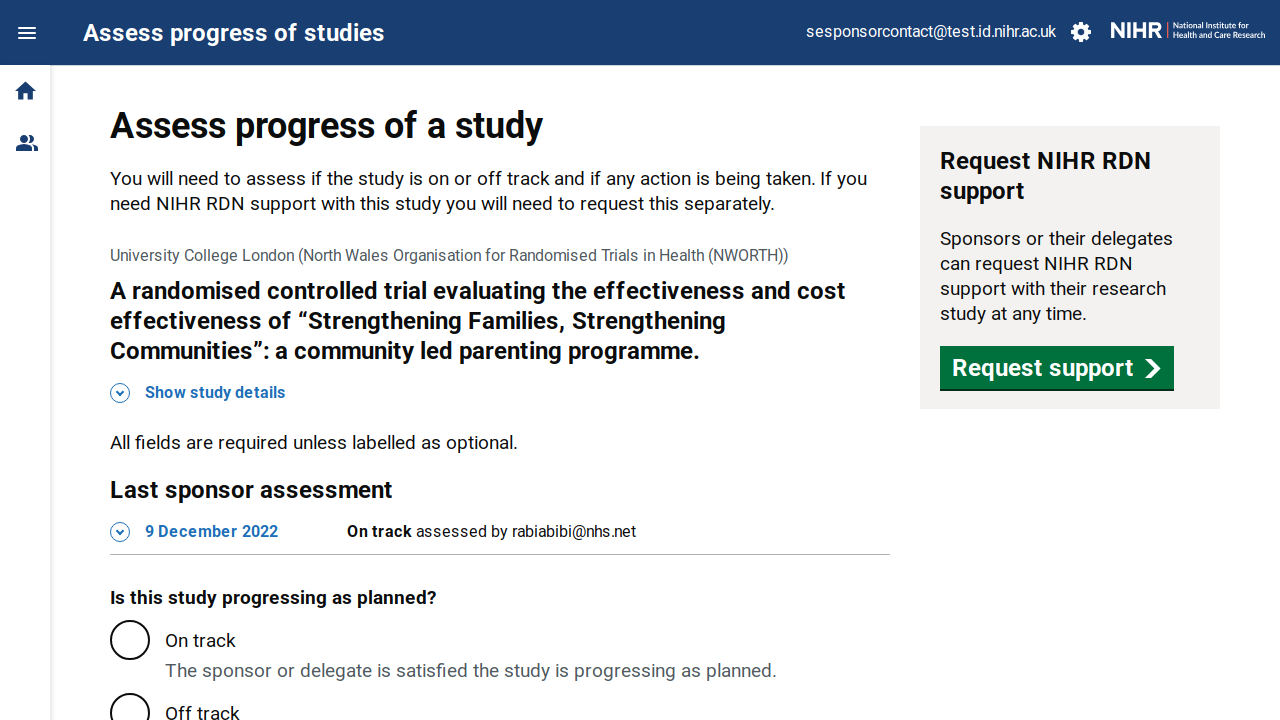 Assess progress of studies
sesponsorcontact@test.id.nihr.ac.uk
NIHR
National Institute for
Health and Care Research
Assess progress of a study
You will need to assess if the study is on or off track and if any action is being taken. If you
need NIHR RDN support with this study you will need to request this separately.
University College London (North Wales Organisation for Randomised Trials in Health (NWORTH))
A randomised controlled trial evaluating the effectiveness and cost
effectiveness of “Strengthening Families, Strengthening
Communities”: a community led parenting programme.
Show study details
All fields are required unless labelled as optional.
Last sponsor assessment
9 December 2022
On track assessed by rabiabibi@nhs.net
Is this study progressing as planned?
On track
The sponsor or delegate is satisfied the study is progressing as planned.
Off track
Request NIHR RDN
support
Sponsors or their delegates
can request NIHR RDN
support with their research
study at any time.
Request support